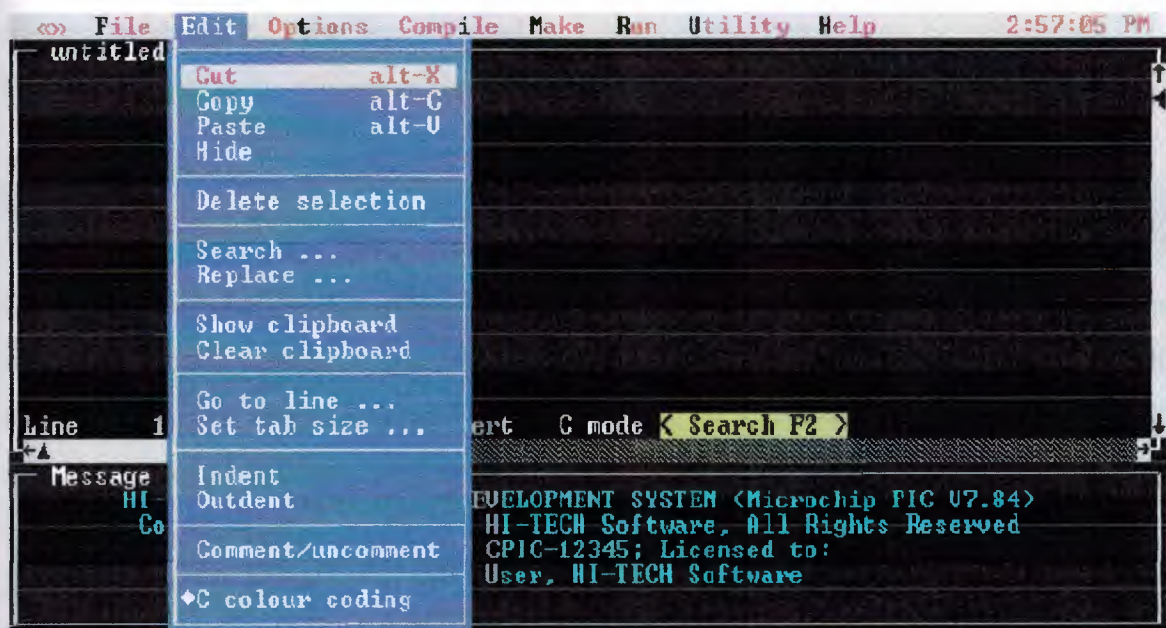 <<>> File Edit Options Compile Make Run Utility Help 2:57:05 PM
untitled
Cut alt-X
Copy alt-C
Paste alt-V
Hide
Delete selection
Search ...
Replace ...
Show clipboard
Clear clipboard
Go to line ...
Set tab size ...
Line 1 ert C mode < Search F2 >
Indent
Outdent
Comment/uncomment
◆C colour coding
Message
HI- EVELOPMENT SYSTEM (Microchip PIC V7.84)
Co HI-TECH Software, All Rights Reserved
CPIC-12345; Licensed to:
User, HI-TECH Software